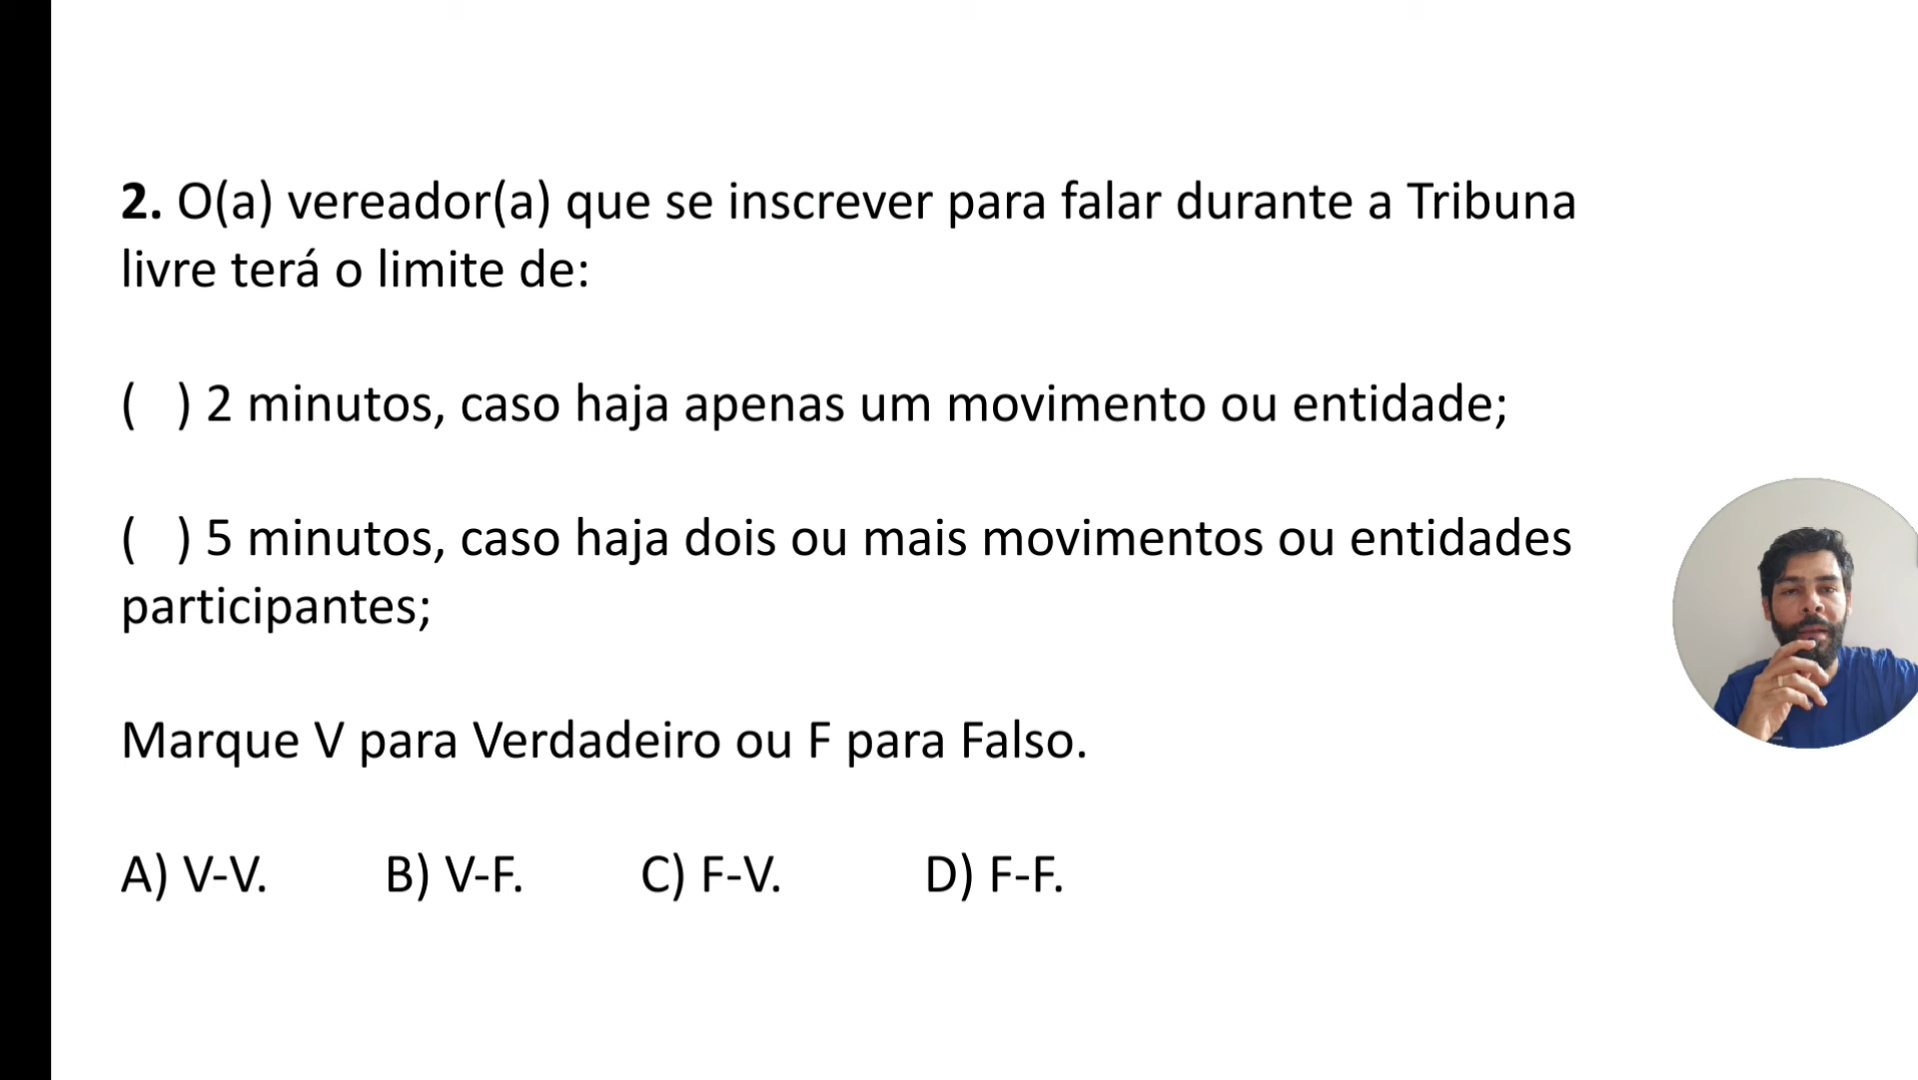 2. O(a) vereador(a) que se inscrever para falar durante a Tribuna
livre terá o limite de:
(   ) 2 minutos, caso haja apenas um movimento ou entidade;
(   ) 5 minutos, caso haja dois ou mais movimentos ou entidades
participantes;
Marque V para Verdadeiro ou F para Falso.
A) V-V.   B) V-F.   C) F-V.   D) F-F.